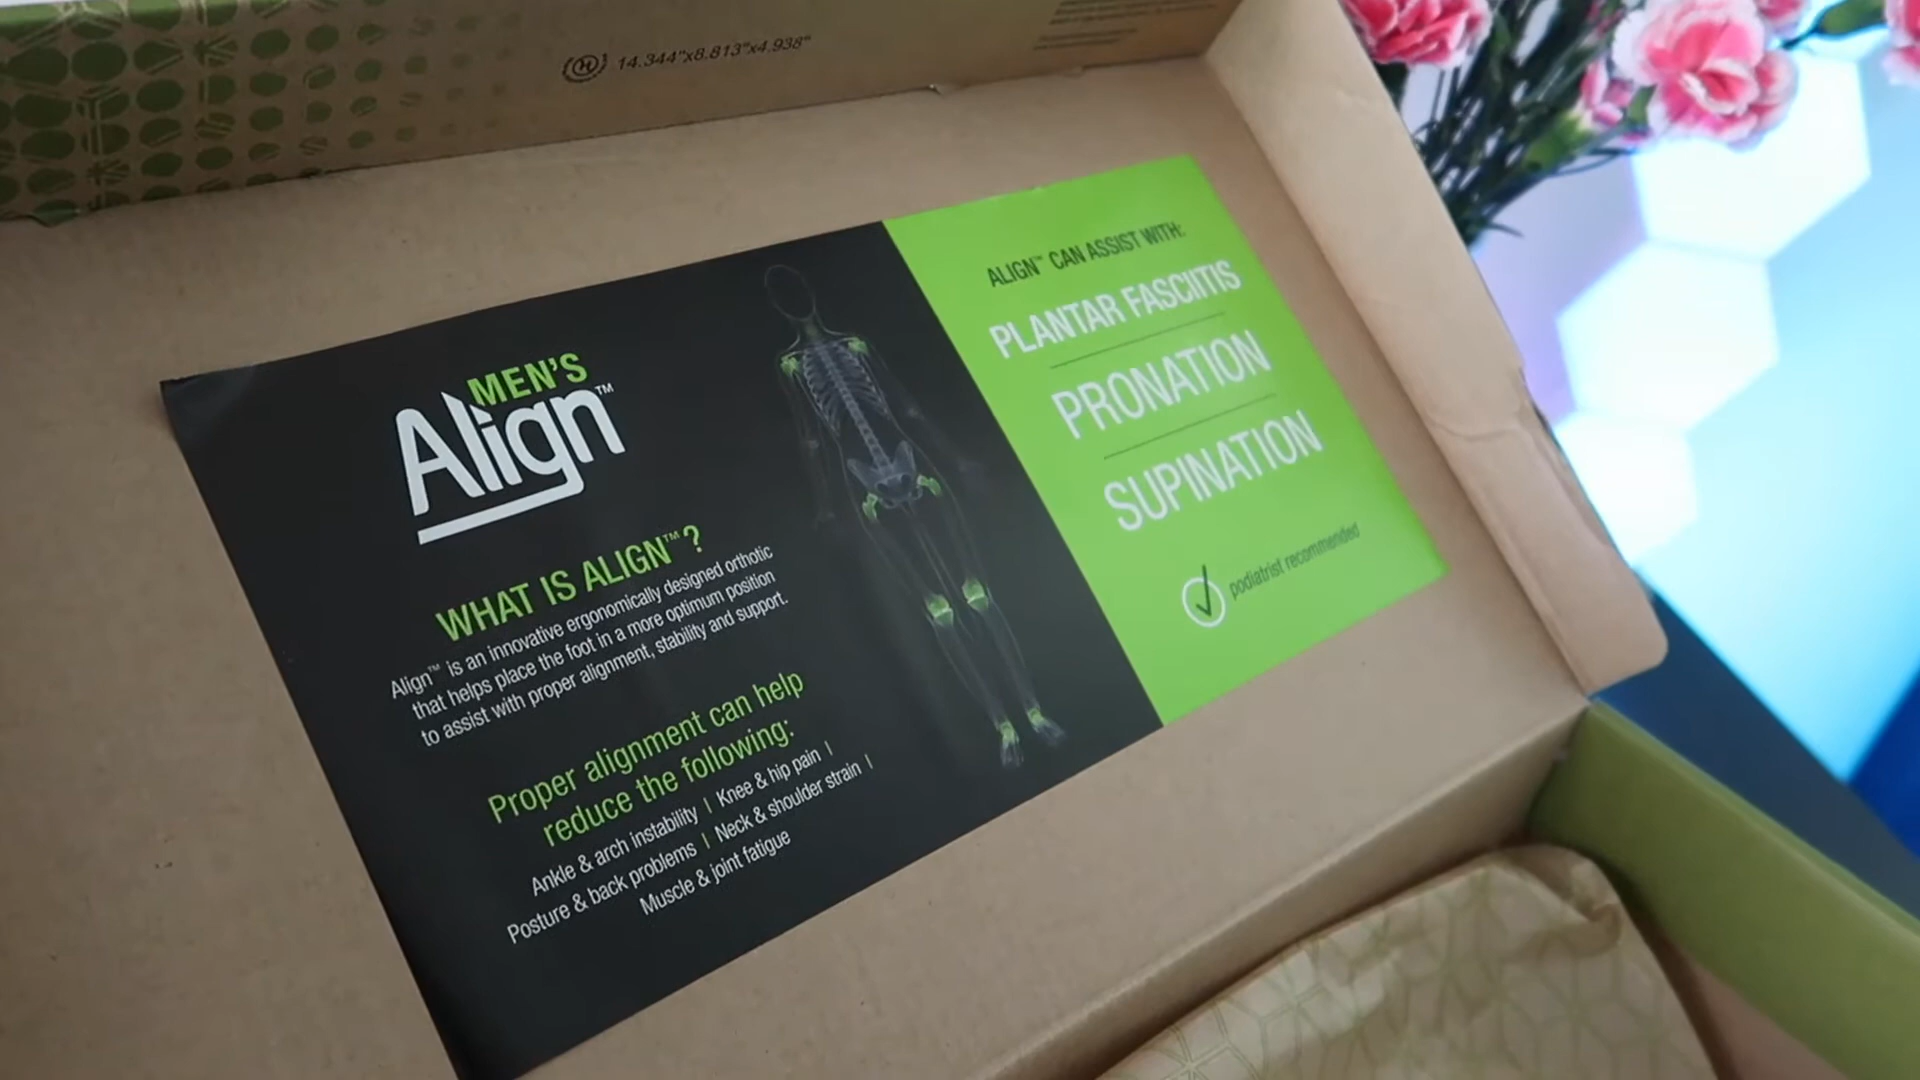 14.344"x8.813"x4.938"
MEN'S
Align™
WHAT IS ALIGN™?
Align™ is an innovative ergonomically designed orthotic
that helps place the foot in a more optimum position
to assist with proper alignment, stability and support.
Proper alignment can help
reduce the following:
Ankle & arch instability | Knee & hip pain |
Posture & back problems | Neck & shoulder strain |
Muscle & joint fatigue
ALIGN™ CAN ASSIST WITH:
PLANTAR FASCIITIS
PRONATION
SUPINATION
podiatrist recommended